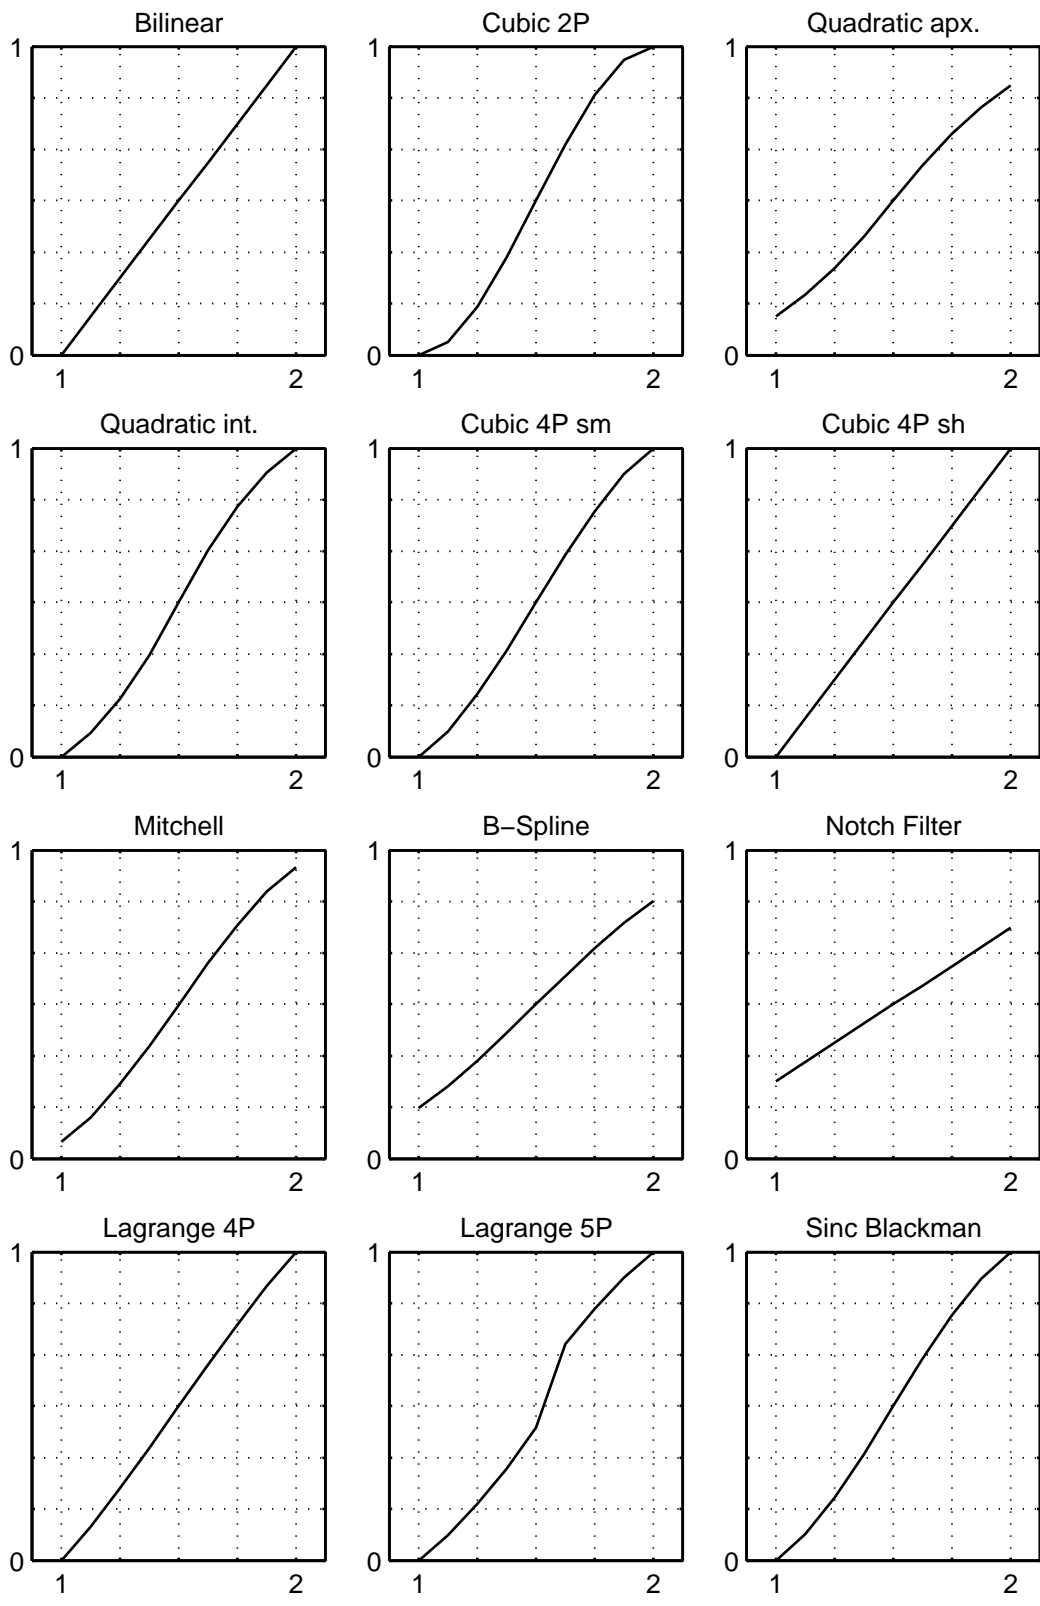 Bilinear Cubic 2P Quadratic apx.
1 1 1
0 0 0
1 2 1 2 1 2
Quadratic int. Cubic 4P sm Cubic 4P sh
1 1 1
0 0 0
1 2 1 2 1 2
Mitchell B−Spline Notch Filter
1 1 1
0 0 0
1 2 1 2 1 2
Lagrange 4P Lagrange 5P Sinc Blackman
1 1 1
0 0 0
1 2 1 2 1 2